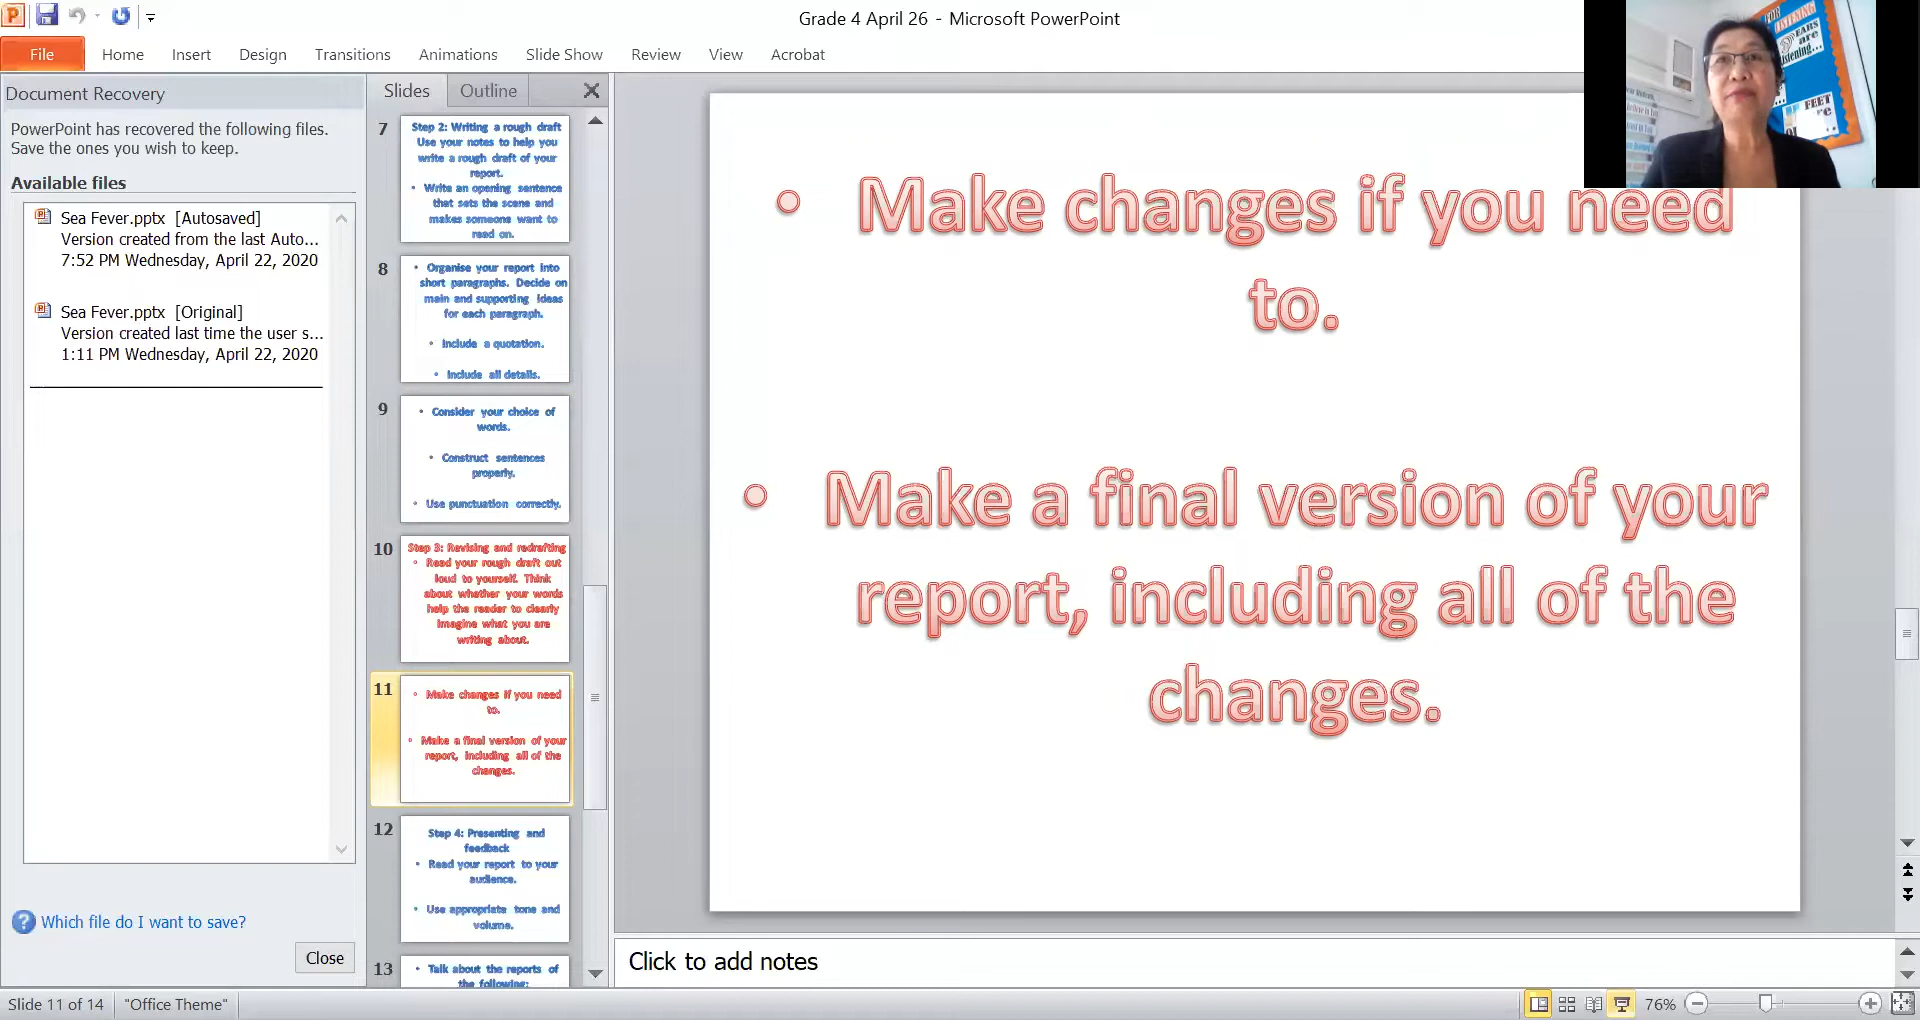 Grade 4 April 26 - Microsoft PowerPoint
File Home Insert Design Transitions Animations Slide Show Review View Acrobat
Document Recovery
PowerPoint has recovered the following files.
Save the ones you wish to keep.
Available files
Sea Fever.pptx [Autosaved]
Version created from the last Auto...
7:52 PM Wednesday, April 22, 2020
Sea Fever.pptx [Original]
Version created last time the user s...
1:11 PM Wednesday, April 22, 2020
Which file do I want to save?
Close
Slides Outline
7
Step 2: Writing a rough draft
Use your notes to help you
write a rough draft of your
report.
• Write an opening sentence
that sets the scene and
makes someone want to
read on.
8
• Organise your report into
short paragraphs. Decide on
main and supporting ideas
for each paragraph.
• Include a quotation.
• Include all details.
9
• Consider your choice of
words.
• Construct sentences
properly.
• Use punctuation correctly.
10
Step 3: Revising and redrafting
• Read your rough draft out
loud to yourself. Think
about whether your words
help the reader to clearly
imagine what you are
writing about.
11
• Make changes if you need
to.
• Make a final version of your
report, including all of the
changes.
12
Step 4: Presenting and
feedback
• Read your report to your
audience.
• Use appropriate tone and
volume.
13
• Talk about the reports of
the following:
• Make changes if you need
to.
• Make a final version of your
report, including all of the
changes.
FOR
LISTENING
EARS
are
listening...
FEET
are
Click to add notes
Slide 11 of 14 "Office Theme" 76%